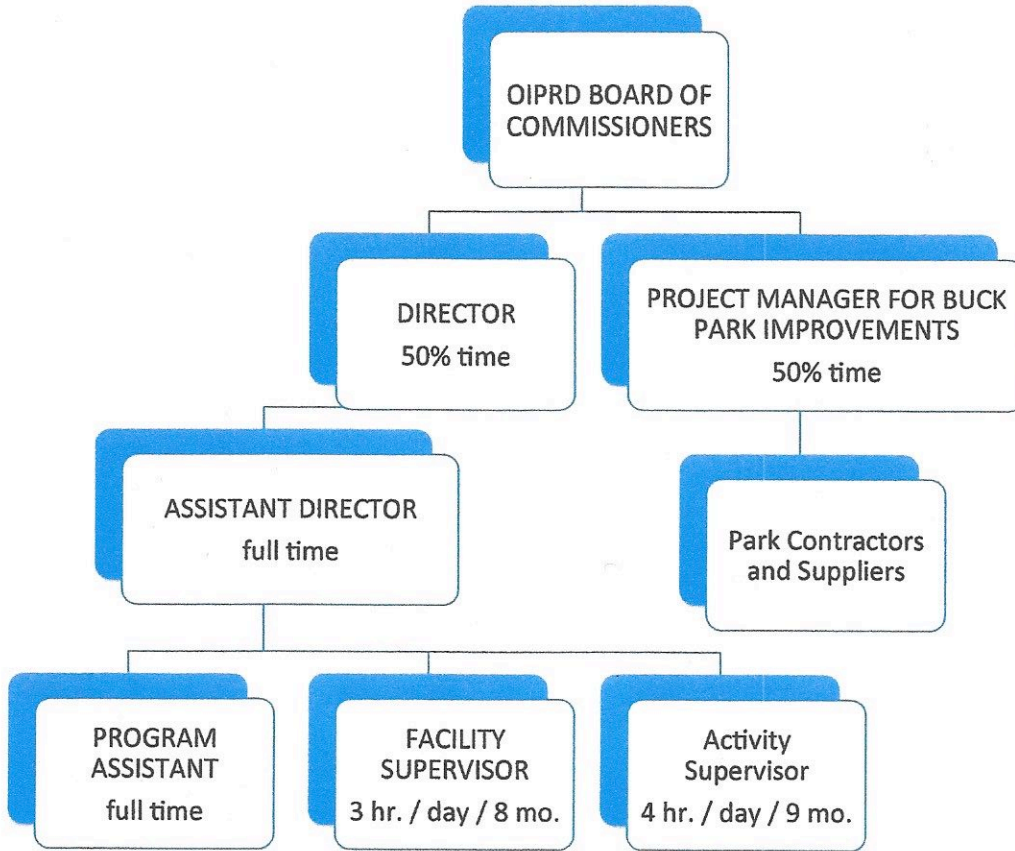 OIPRD BOARD OF
COMMISSIONERS
DIRECTOR
50% time
PROJECT MANAGER FOR BUCK
PARK IMPROVEMENTS
50% time
ASSISTANT DIRECTOR
full time
Park Contractors
and Suppliers
PROGRAM
ASSISTANT
full time
FACILITY
SUPERVISOR
3 hr. / day / 8 mo.
Activity
Supervisor
4 hr. / day / 9 mo.